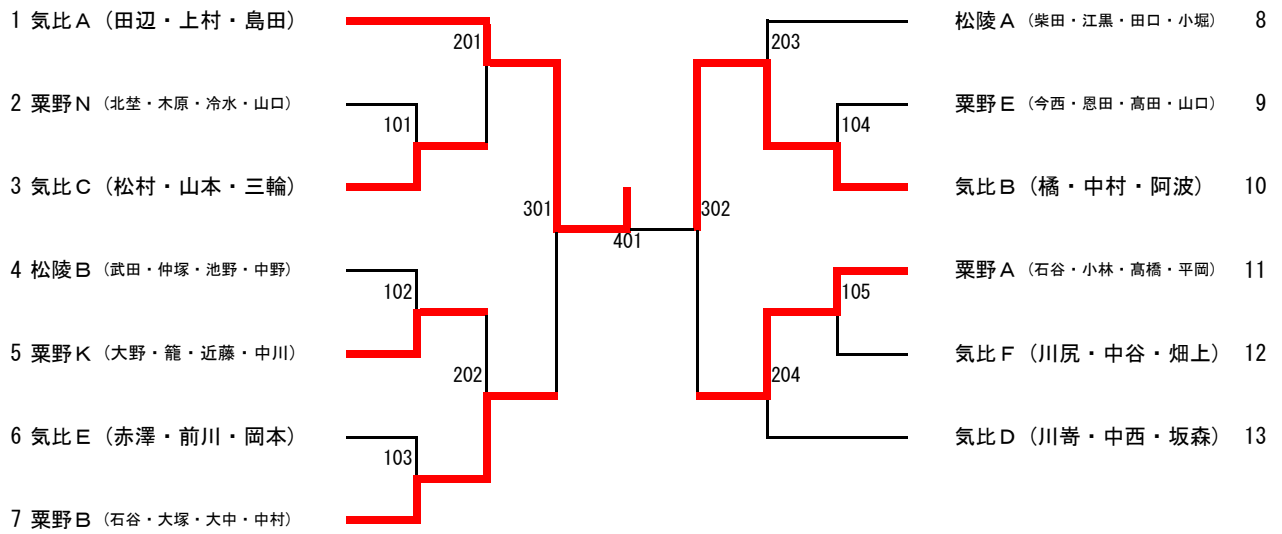 1 気比A (田辺・上村・島田)
201
2 粟野N (北埜・木原・冷水・山口)
101
3 気比C (松村・山本・三輪)
301
4 松陵B (武田・仲塚・池野・中野)
102
5 粟野K (大野・籠・近藤・中川)
202
6 気比E (赤澤・前川・岡本)
103
7 粟野B (石谷・大塚・大中・中村)
401
松陵A (柴田・江黒・田口・小堀) 8
203
粟野E (今西・恩田・髙田・山口) 9
104
気比B (橘・中村・阿波) 10
302
粟野A (石谷・小林・髙橋・平岡) 11
105
気比F (川尻・中谷・畑上) 12
204
気比D (川嵜・中西・坂森) 13